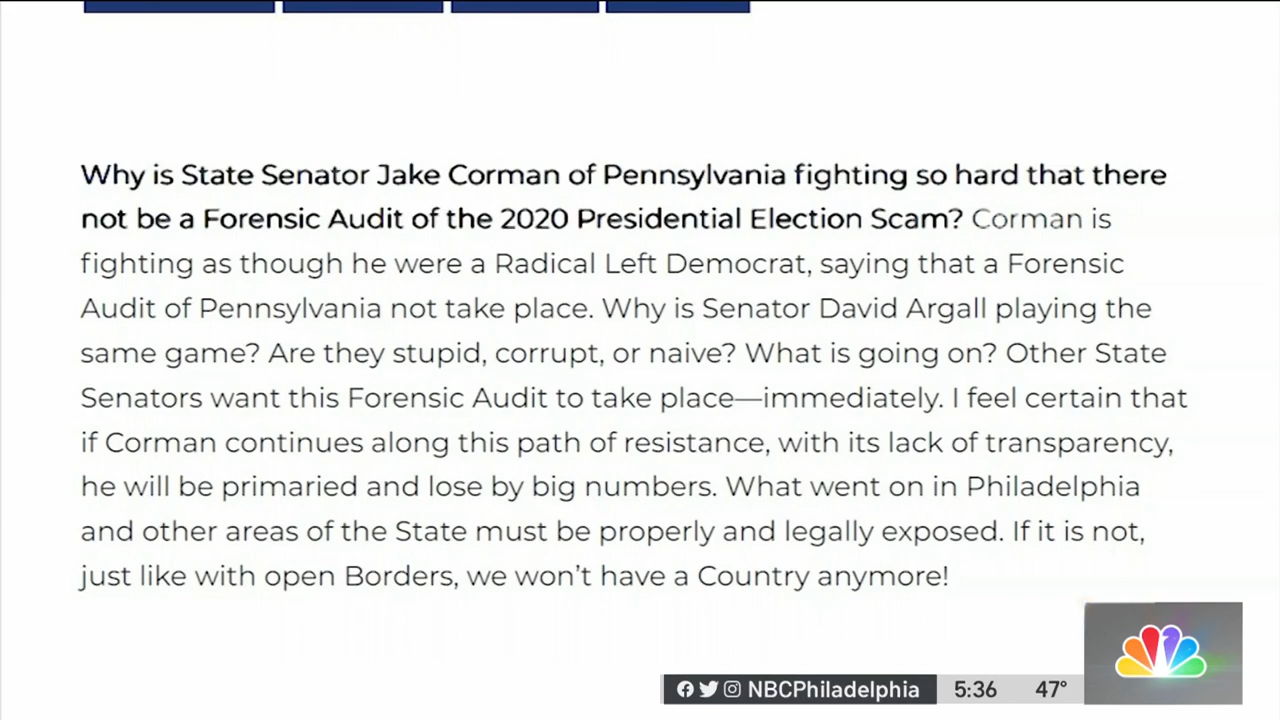 Why is State Senator Jake Corman of Pennsylvania fighting so hard that there
not be a Forensic Audit of the 2020 Presidential Election Scam? Corman is
fighting as though he were a Radical Left Democrat, saying that a Forensic
Audit of Pennsylvania not take place. Why is Senator David Argall playing the
same game? Are they stupid, corrupt, or naive? What is going on? Other State
Senators want this Forensic Audit to take place—immediately. I feel certain that
if Corman continues along this path of resistance, with its lack of transparency,
he will be primaried and lose by big numbers. What went on in Philadelphia
and other areas of the State must be properly and legally exposed. If it is not,
just like with open Borders, we won't have a Country anymore!
NBCPhiladelphia 5:36 47°